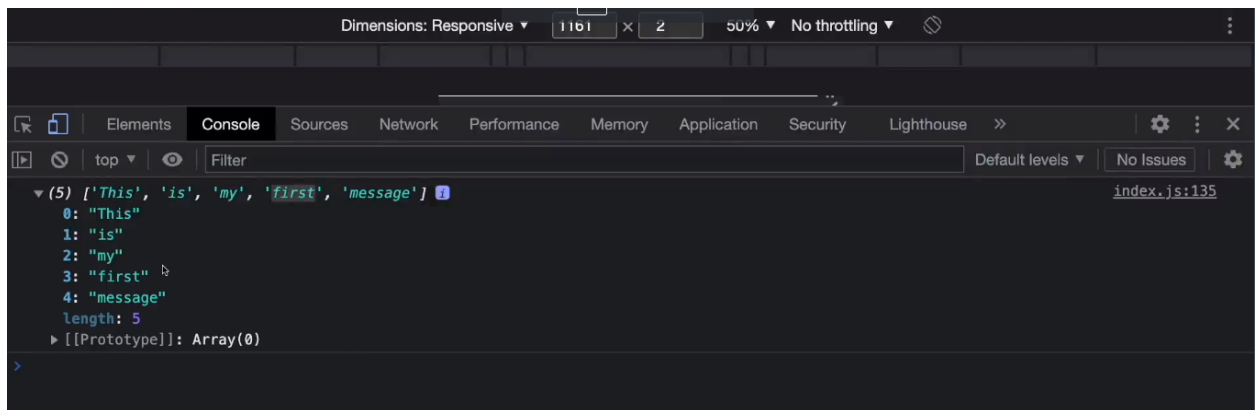 Dimensions: Responsive ▼ 1161 × 2 50% ▼ No throttling ▼
Elements Console Sources Network Performance Memory Application Security Lighthouse »
top ▼ Filter Default levels ▼ No Issues
▼(5) ['This', 'is', 'my', 'first', 'message'] i index.js:135
0: "This"
1: "is"
2: "my"
3: "first"
4: "message"
length: 5
▶[[Prototype]]: Array(0)
>